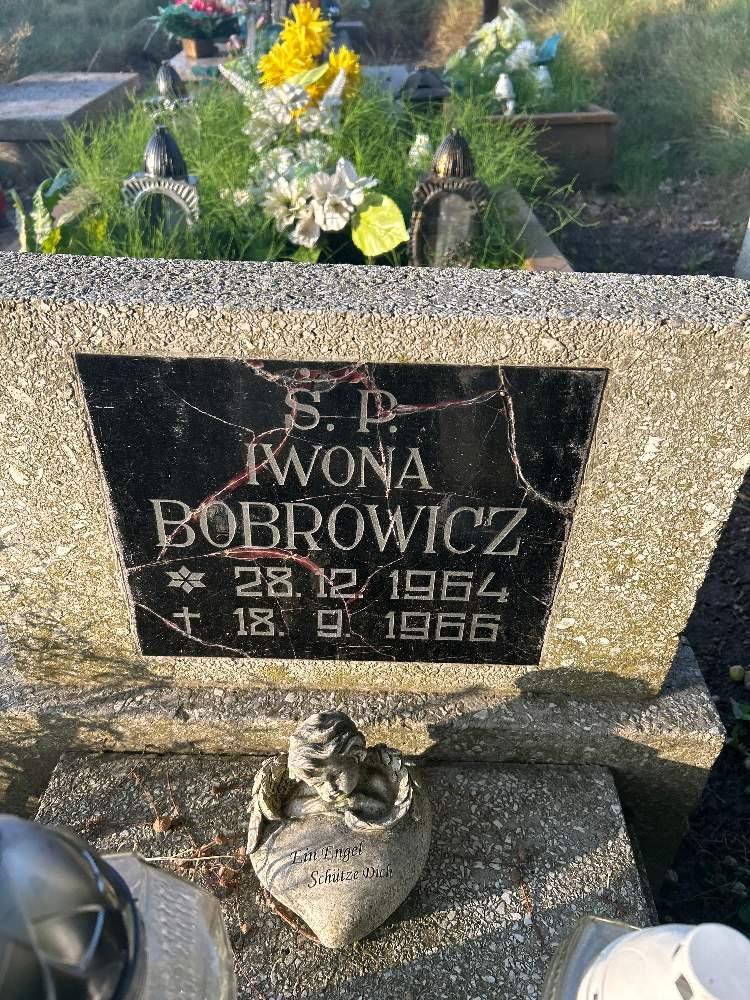 Ś. P.
IWONA
BOBROWICZ
28. 12. 1964
† 18. 9. 1966
Ein Engel
Schütze Dich